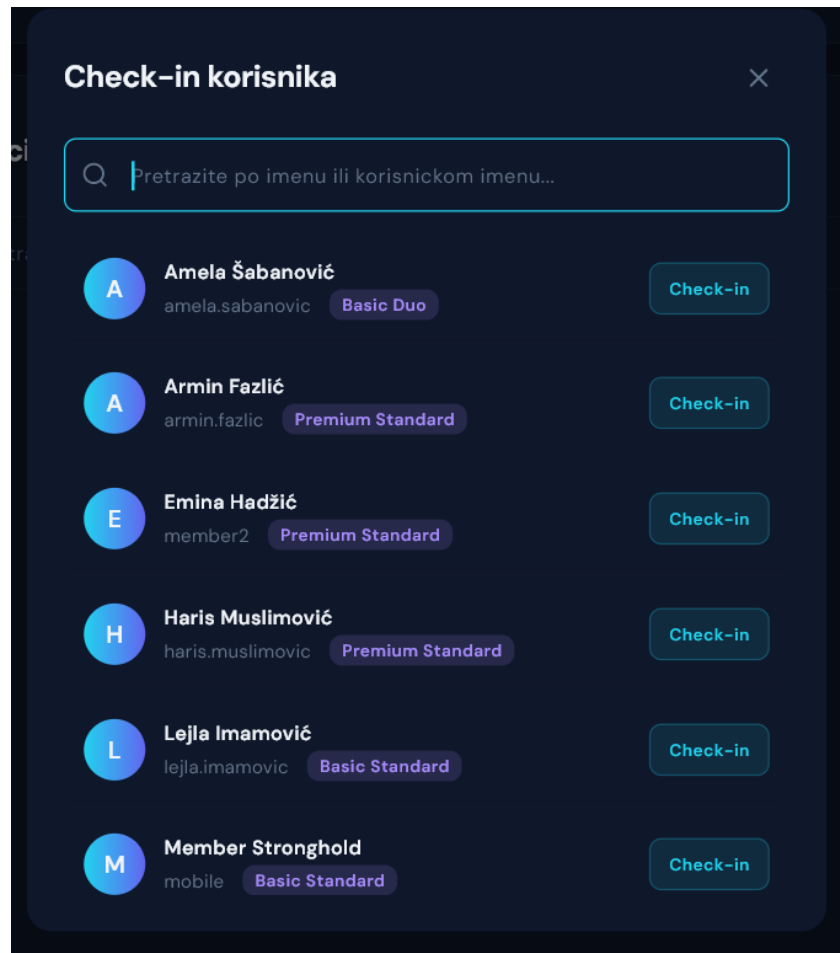 Check-in korisnika
ci
Pretrazite po imenu ili korisnickom imenu...
tra
A
Amela Šabanović
amela.sabanovic Basic Duo
Check-in
A
Armin Fazlić
armin.fazlic Premium Standard
Check-in
E
Emina Hadžić
member2 Premium Standard
Check-in
H
Haris Muslimović
haris.muslimovic Premium Standard
Check-in
L
Lejla Imamović
lejla.imamovic Basic Standard
Check-in
M
Member Stronghold
mobile Basic Standard
Check-in